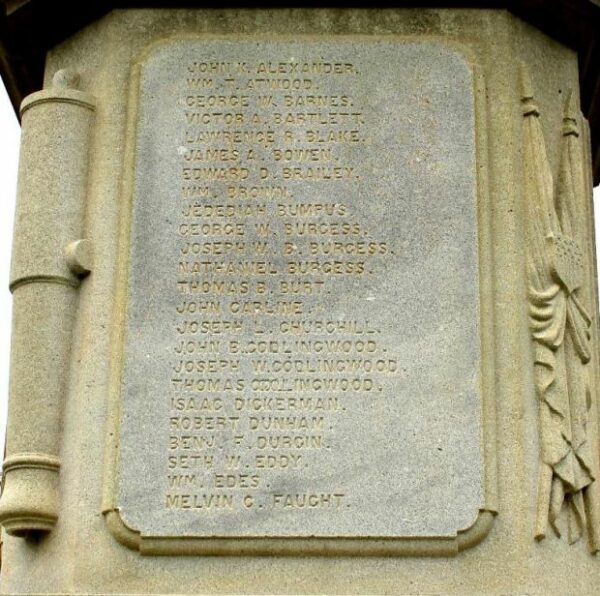 JOHN K. ALEXANDER.
WM. T. ATWOOD.
GEORGE W. BARNES.
VICTOR A. BARTLETT.
LAWRENCE R. BLAKE.
JAMES A. BOWEN.
EDWARD D. BRAILEY.
WM. BROWN.
JEDEDIAH BUMPUS.
GEORGE W. BURGESS.
JOSEPH W. B. BURGESS.
NATHANIEL BURGESS.
THOMAS B. BURT.
JOHN CARLINE.
JOSEPH L. CHURCHILL.
JOHN B. COLLINGWOOD.
JOSEPH W. COLLINGWOOD.
THOMAS COLLINGWOOD.
ISAAC DICKERMAN.
ROBERT DUNHAM.
BENJ. F. DURGIN.
SETH W. EDDY.
WM. EDES.
MELVIN C. FAUGHT.